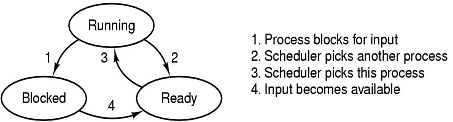 Running
1
3
2
Blocked
4
Ready
1. Process blocks for input
2. Scheduler picks another process
3. Scheduler picks this process
4. Input becomes available